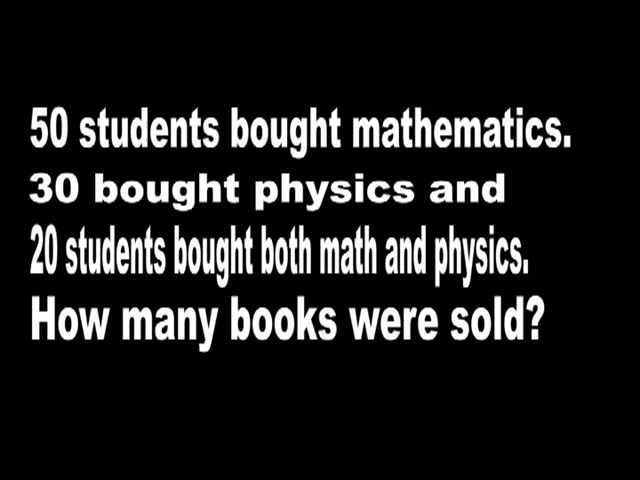 50 students bought mathematics.
30 bought physics and
20 students bought both math and physics.
How many books were sold?